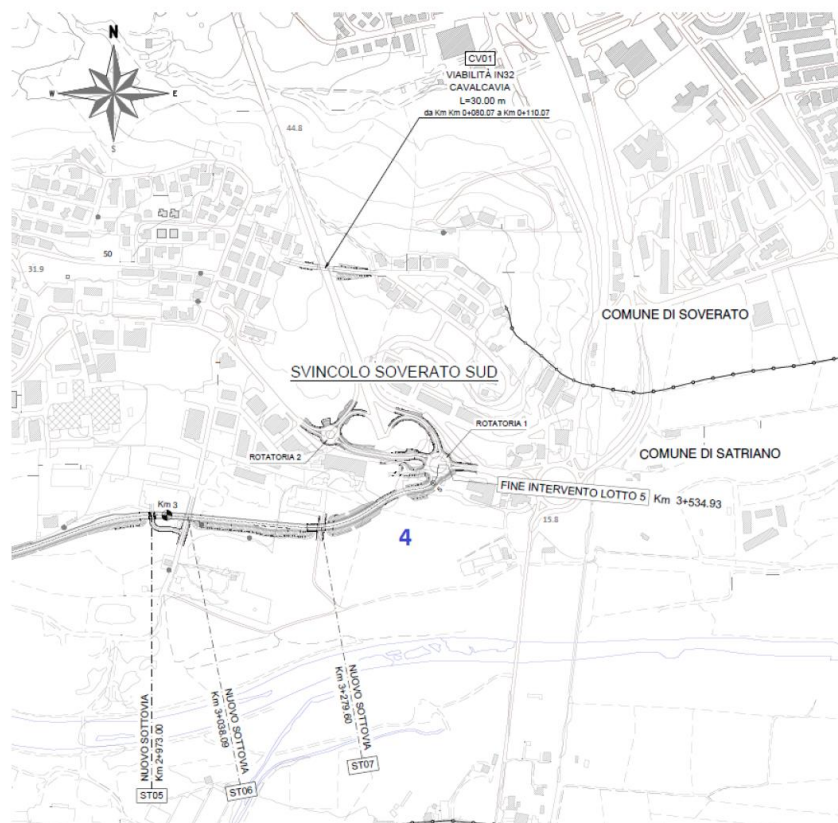 N
W
E
S
CV01
VIABILITÀ IN32
CAVALCAVIA
L=30.00 m
da Km Km 0+080.07 a Km 0+110.07
44.8
50
31.9
COMUNE DI SOVERATO
SVINCOLO SOVERATO SUD
ROTATORIA 1
ROTATORIA 2
COMUNE DI SATRIANO
FINE INTERVENTO LOTTO 5 Km 3+534.93
Km 3
15.8
4
NUOVO SOTTOVIA
Km 2+973.00
ST05
NUOVO SOTTOVIA
Km 3+038.09
ST06
NUOVO SOTTOVIA
Km 3+279.60
ST07